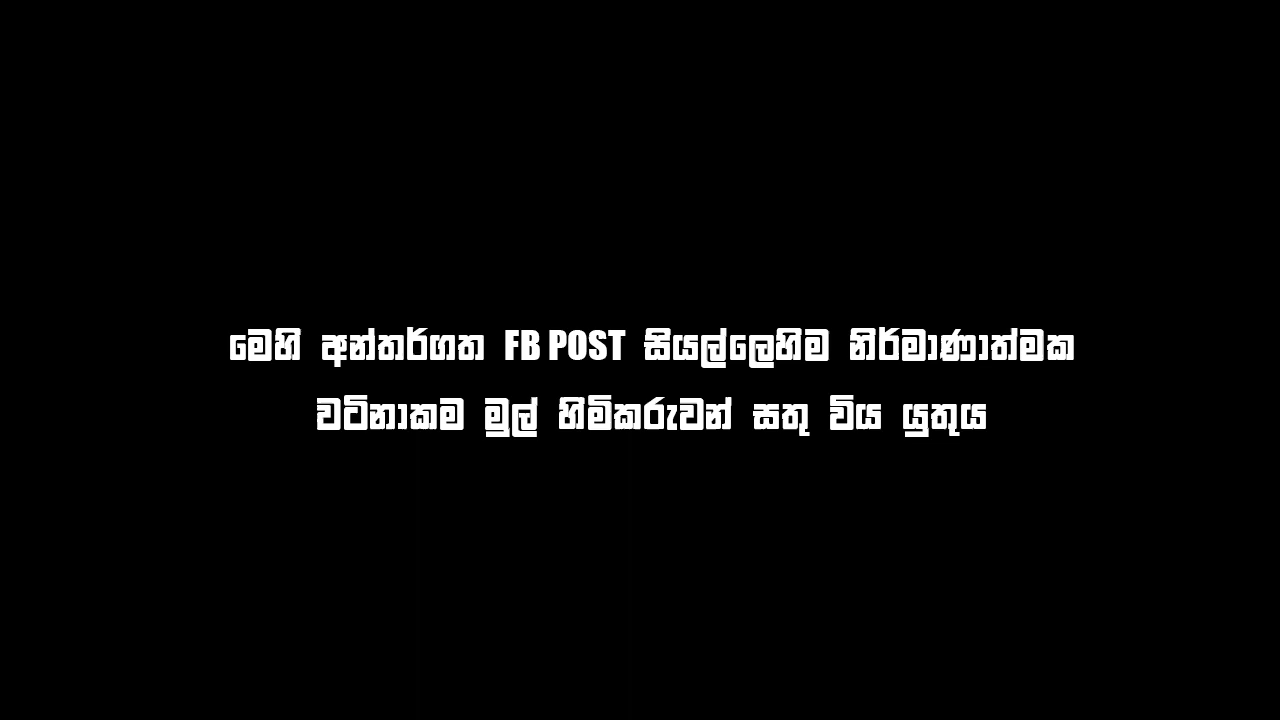 මෙහි අන්තර්ගත FB POST සියල්ලෙහිම නිර්මාණාත්මක
වටිනාකම මුල් හිමිකරුවන් සතු විය යුතුය